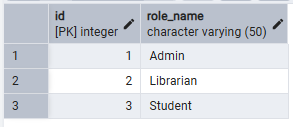 id role_name
[PK] integer character varying (50)
1 1 Admin
2 2 Librarian
3 3 Student